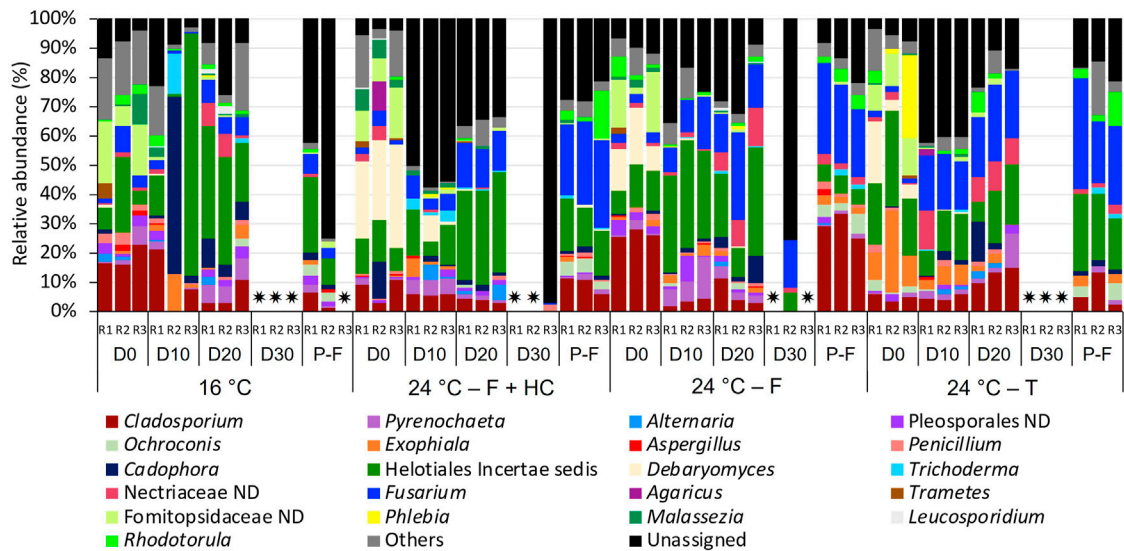 Relative abundance (%)
100%
90%
80%
70%
60%
50%
40%
30%
20%
10%
0%
R1 R2 R3 R1 R2 R3 R1 R2 R3 R1 R2 R3 R1 R2 R3 R1 R2 R3 R1 R2 R3 R1 R2 R3 R1 R2 R3 R1 R2 R3 R1 R2 R3 R1 R2 R3 R1 R2 R3 R1 R2 R3 R1 R2 R3 R1 R2 R3 R1 R2 R3 R1 R2 R3 R1 R2 R3 R1 R2 R3
D0 D10 D20 D30 P-F D0 D10 D20 D30 P-F D0 D10 D20 D30 P-F D0 D10 D20 D30 P-F
16 °C 24 °C – F + HC 24 °C – F 24 °C – T
Cladosporium Pyrenochaeta Alternaria Pleosporales ND
Ochroconis Exophiala Aspergillus Penicillium
Cadophora Helotiales Incertae sedis Debaryomyces Trichoderma
Nectriaceae ND Fusarium Agaricus Trametes
Fomitopsidaceae ND Phlebia Malassezia Leucosporidium
Rhodotorula Others Unassigned